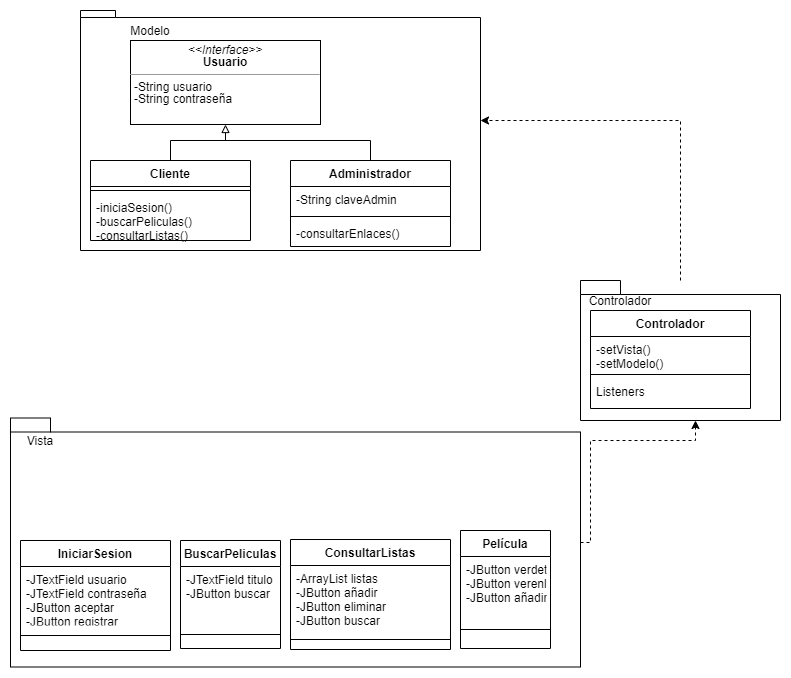 Modelo
<<Interface>>
Usuario
-String usuario
-String contraseña
Cliente
-iniciaSesion()
-buscarPeliculas()
-consultarListas()
Administrador
-String claveAdmin
-consultarEnlaces()
Controlador
Controlador
-setVista()
-setModelo()
Listeners
Vista
IniciarSesion
-JTextField usuario
-JTextField contraseña
-JButton aceptar
-JButton registrar
BuscarPeliculas
-JTextField titulo
-JButton buscar
ConsultarListas
-ArrayList listas
-JButton añadir
-JButton eliminar
-JButton buscar
Película
-JButton verdet
-JButton verenl
-JButton añadir